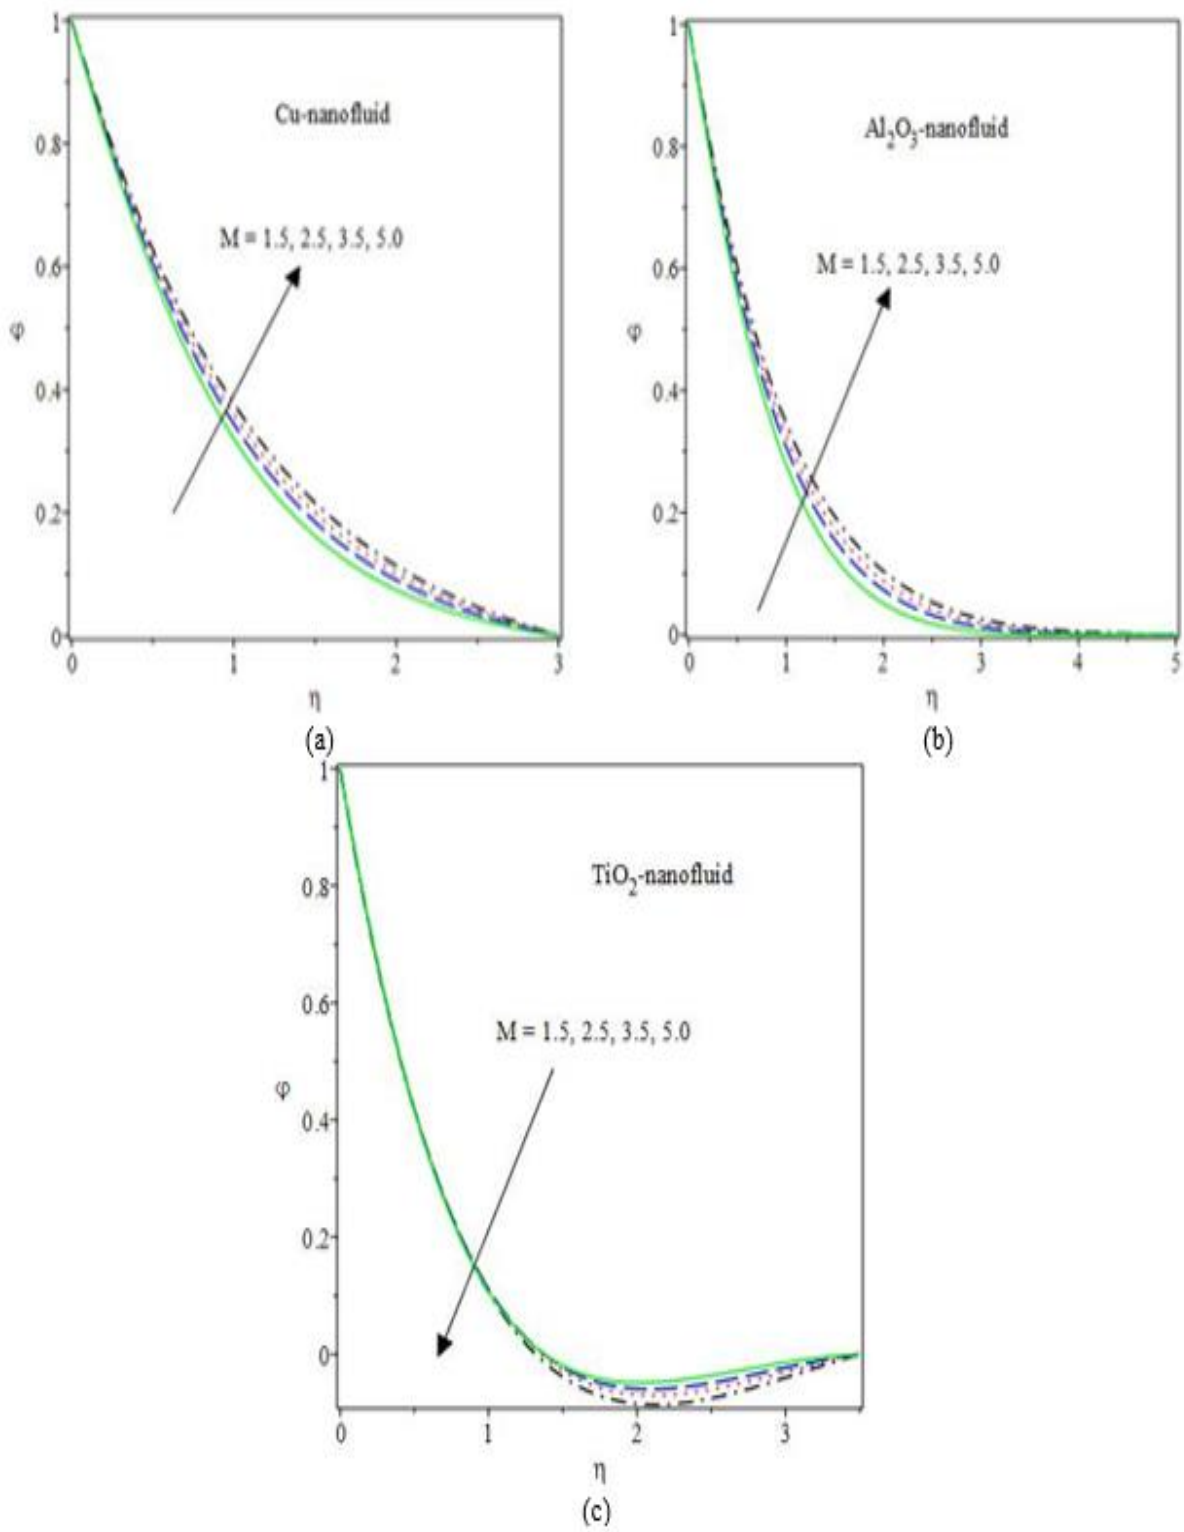 1
0.8
0.6
0.4
0.2
0
φ
Cu-nanofluid
M = 1.5, 2.5, 3.5, 5.0
0 1 2 3
η
(a)
1
0.8
0.6
0.4
0.2
0
φ
Al₂O₃-nanofluid
M = 1.5, 2.5, 3.5, 5.0
0 1 2 3 4 5
η
(b)
1
0.8
0.6
0.4
0.2
0
φ
TiO₂-nanofluid
M = 1.5, 2.5, 3.5, 5.0
0 1 2 3
η
(c)